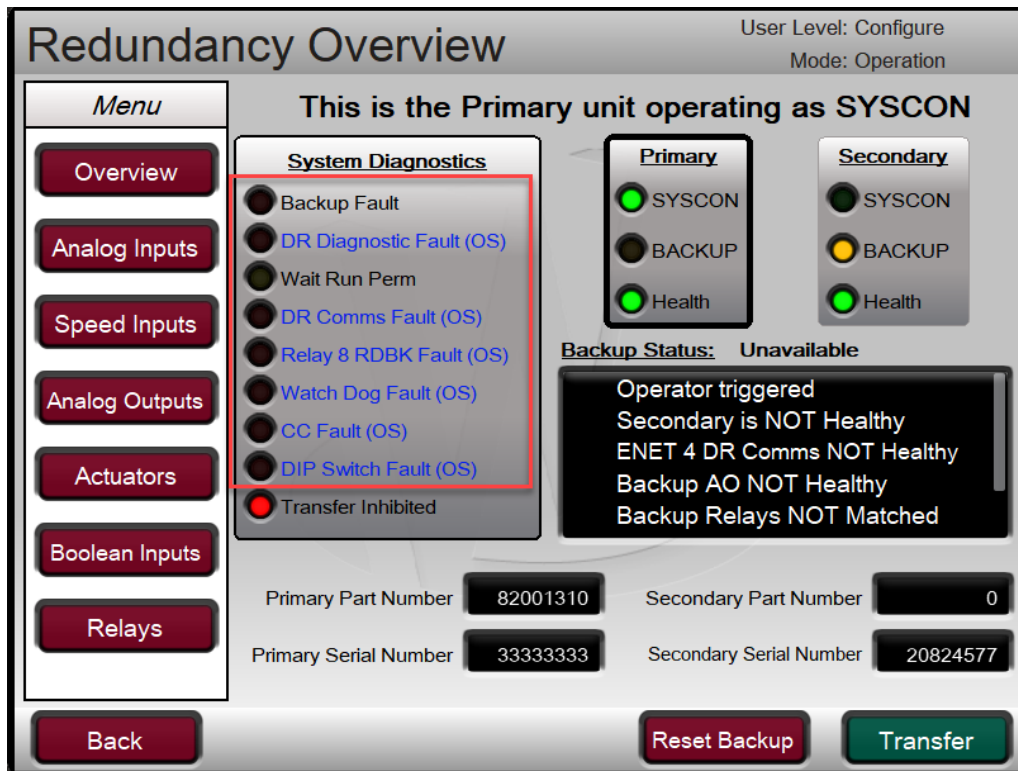 Redundancy Overview
User Level: Configure
Mode: Operation
Menu
Overview
Analog Inputs
Speed Inputs
Analog Outputs
Actuators
Boolean Inputs
Relays
This is the Primary unit operating as SYSCON
System Diagnostics
Backup Fault
DR Diagnostic Fault (OS)
Wait Run Perm
DR Comms Fault (OS)
Relay 8 RDBK Fault (OS)
Watch Dog Fault (OS)
CC Fault (OS)
DIP Switch Fault (OS)
Transfer Inhibited
Primary
SYSCON
BACKUP
Health
Secondary
SYSCON
BACKUP
Health
Backup Status: Unavailable
Operator triggered
Secondary is NOT Healthy
ENET 4 DR Comms NOT Healthy
Backup AO NOT Healthy
Backup Relays NOT Matched
Primary Part Number 82001310
Secondary Part Number 0
Primary Serial Number 33333333
Secondary Serial Number 20824577
Back
Reset Backup
Transfer